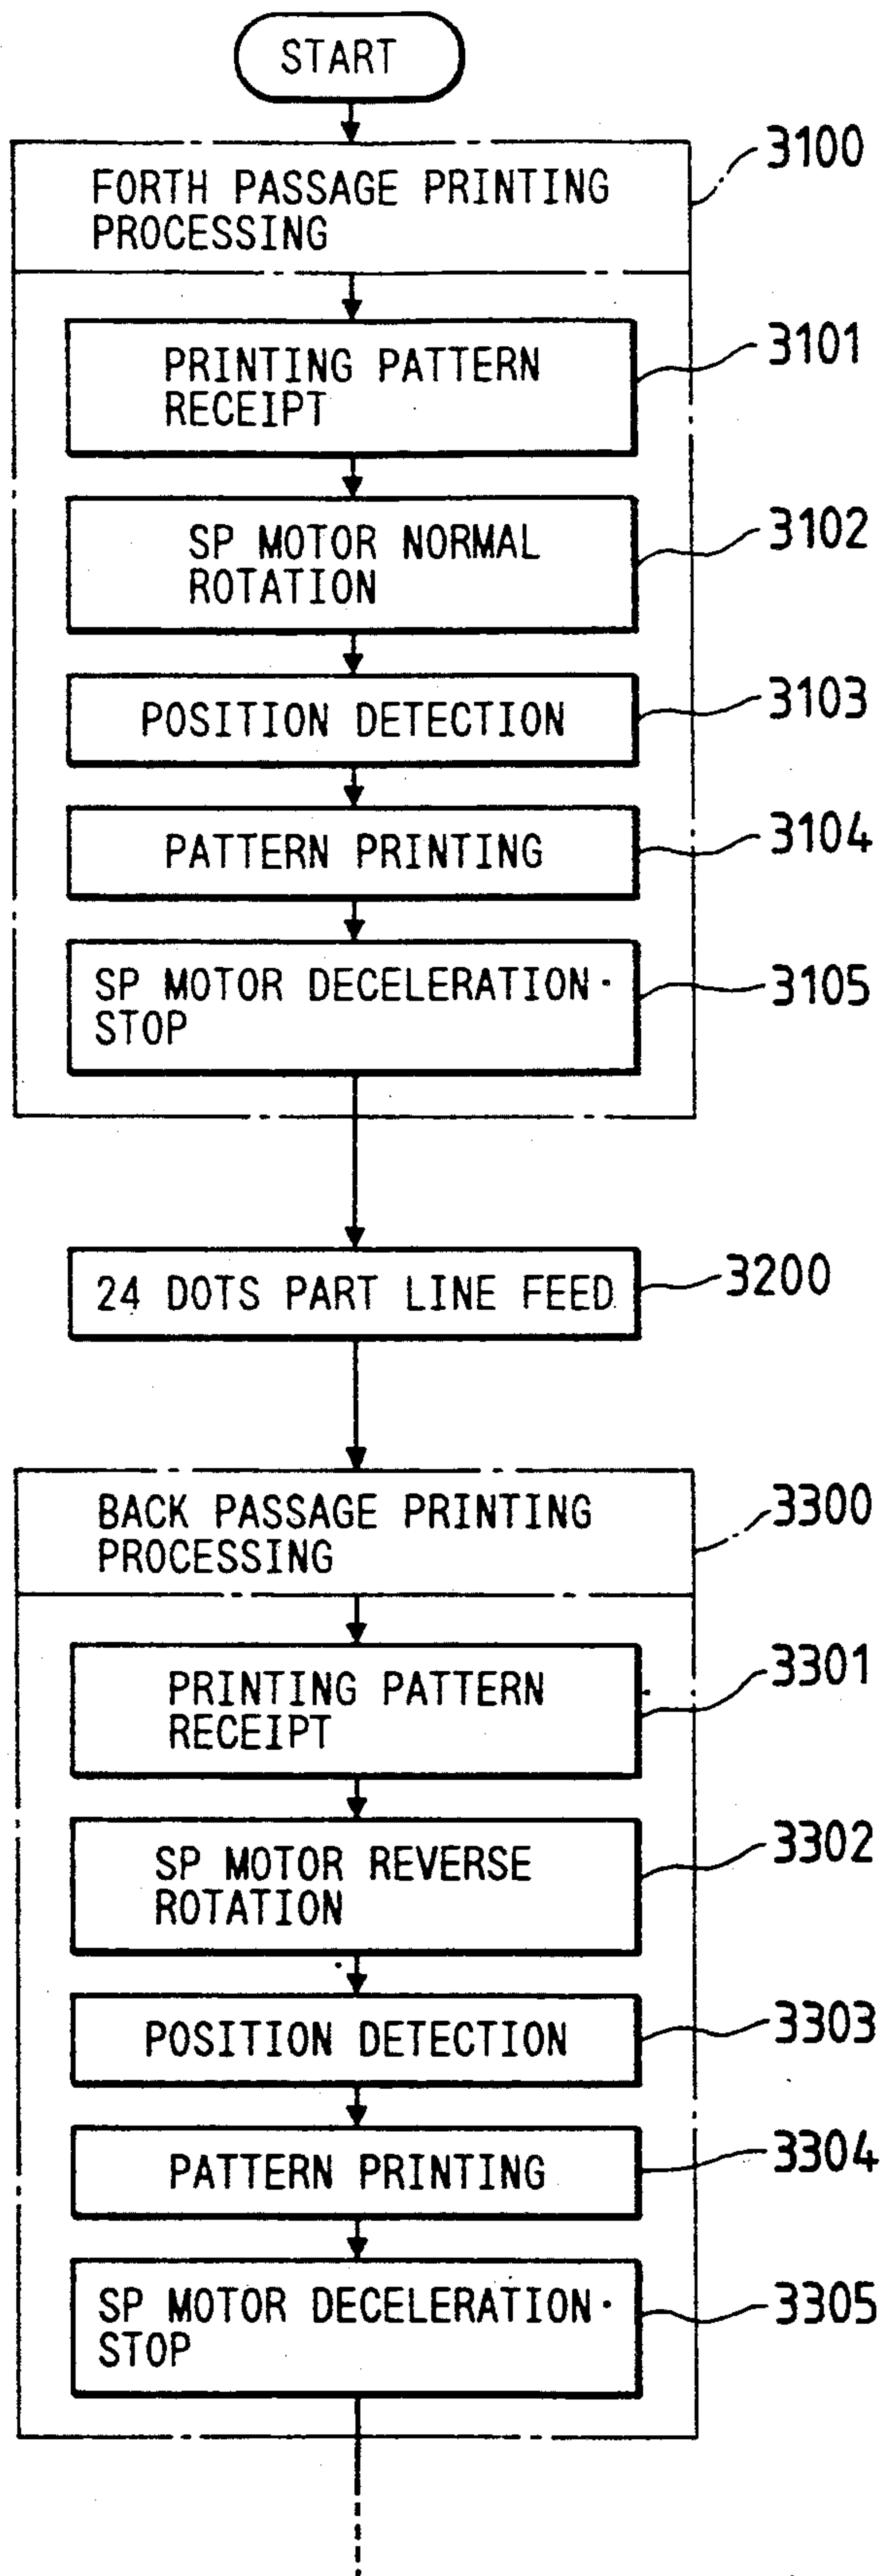 START
3100
FORTH PASSAGE PRINTING
PROCESSING
3101
PRINTING PATTERN
RECEIPT
3102
SP MOTOR NORMAL
ROTATION
3103
POSITION DETECTION
3104
PATTERN PRINTING
3105
SP MOTOR DECELERATION·
STOP
3200
24 DOTS PART LINE FEED
3300
BACK PASSAGE PRINTING
PROCESSING
3301
PRINTING PATTERN
RECEIPT
3302
SP MOTOR REVERSE
ROTATION
3303
POSITION DETECTION
3304
PATTERN PRINTING
3305
SP MOTOR DECELERATION·
STOP